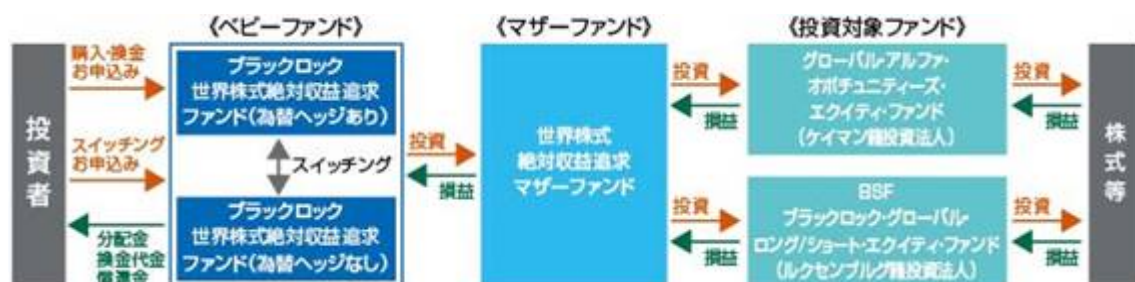 《ベビーファンド》
《マザーファンド》
《投資対象ファンド》
投資者
購入・換金
お申込み
スイッチング
お申込み
分配金
換金代金
償還金
ブラックロック
世界株式絶対収益追求
ファンド(為替ヘッジあり)
スイッチング
ブラックロック
世界株式絶対収益追求
ファンド(為替ヘッジなし)
投資
損益
世界株式
絶対収益追求
マザーファンド
投資
損益
投資
損益
グローバル・アルファ・
オポチュニティーズ・
エクイティ・ファンド
(ケイマン籍投資法人)
BSF
ブラックロック・グローバル・
ロング/ショート・エクイティ・ファンド
(ルクセンブルグ籍投資法人)
投資
損益
投資
損益
株式等